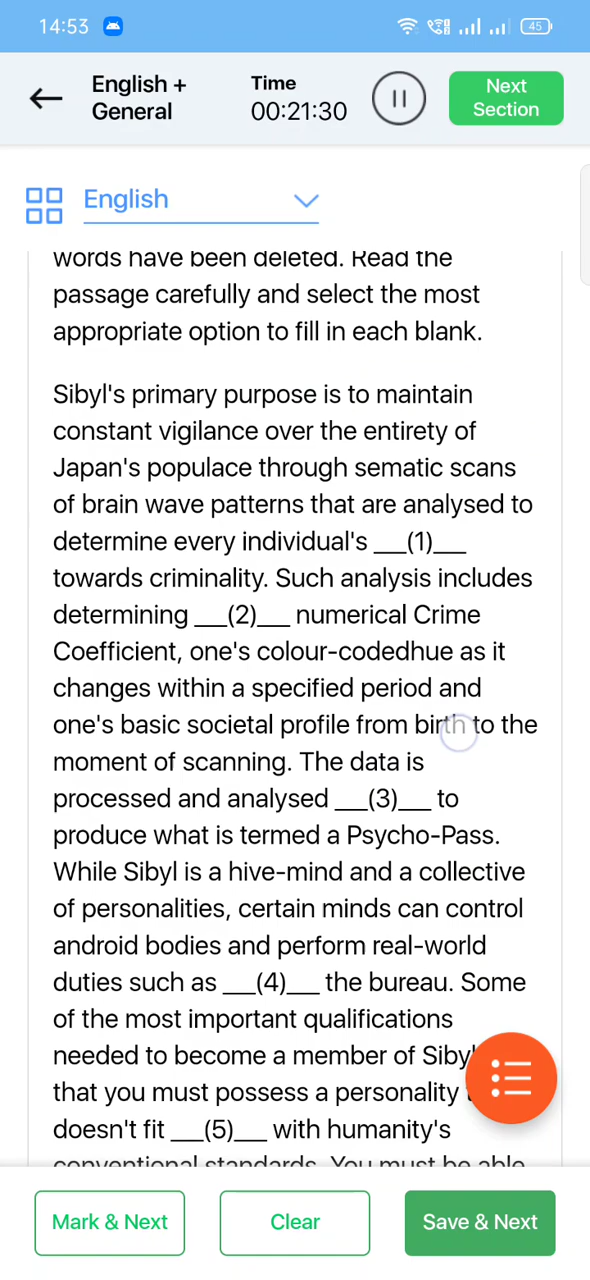 14:53
45
English +
General
Time
00:21:30
Next
Section
English
words have been deleted. Read the
passage carefully and select the most
appropriate option to fill in each blank.
Sibyl's primary purpose is to maintain
constant vigilance over the entirety of
Japan's populace through sematic scans
of brain wave patterns that are analysed to
determine every individual's ___(1)___
towards criminality. Such analysis includes
determining ___(2)___ numerical Crime
Coefficient, one's colour-codedhue as it
changes within a specified period and
one's basic societal profile from birth to the
moment of scanning. The data is
processed and analysed ___(3)___ to
produce what is termed a Psycho-Pass.
While Sibyl is a hive-mind and a collective
of personalities, certain minds can control
android bodies and perform real-world
duties such as ___(4)___ the bureau. Some
of the most important qualifications
needed to become a member of
that you must possess a personality
doesn't fit ___(5)___ with humanity's
conventional standards. You must be able
Mark & Next
Clear
Save & Next